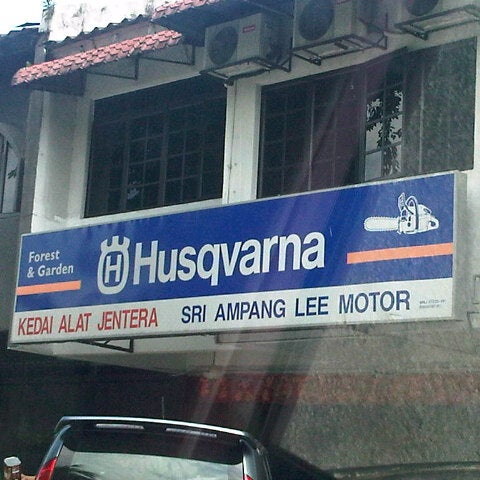 Forest
& Garden
Husqvarna
KEDAI ALAT JENTERA SRI AMPANG LEE MOTOR